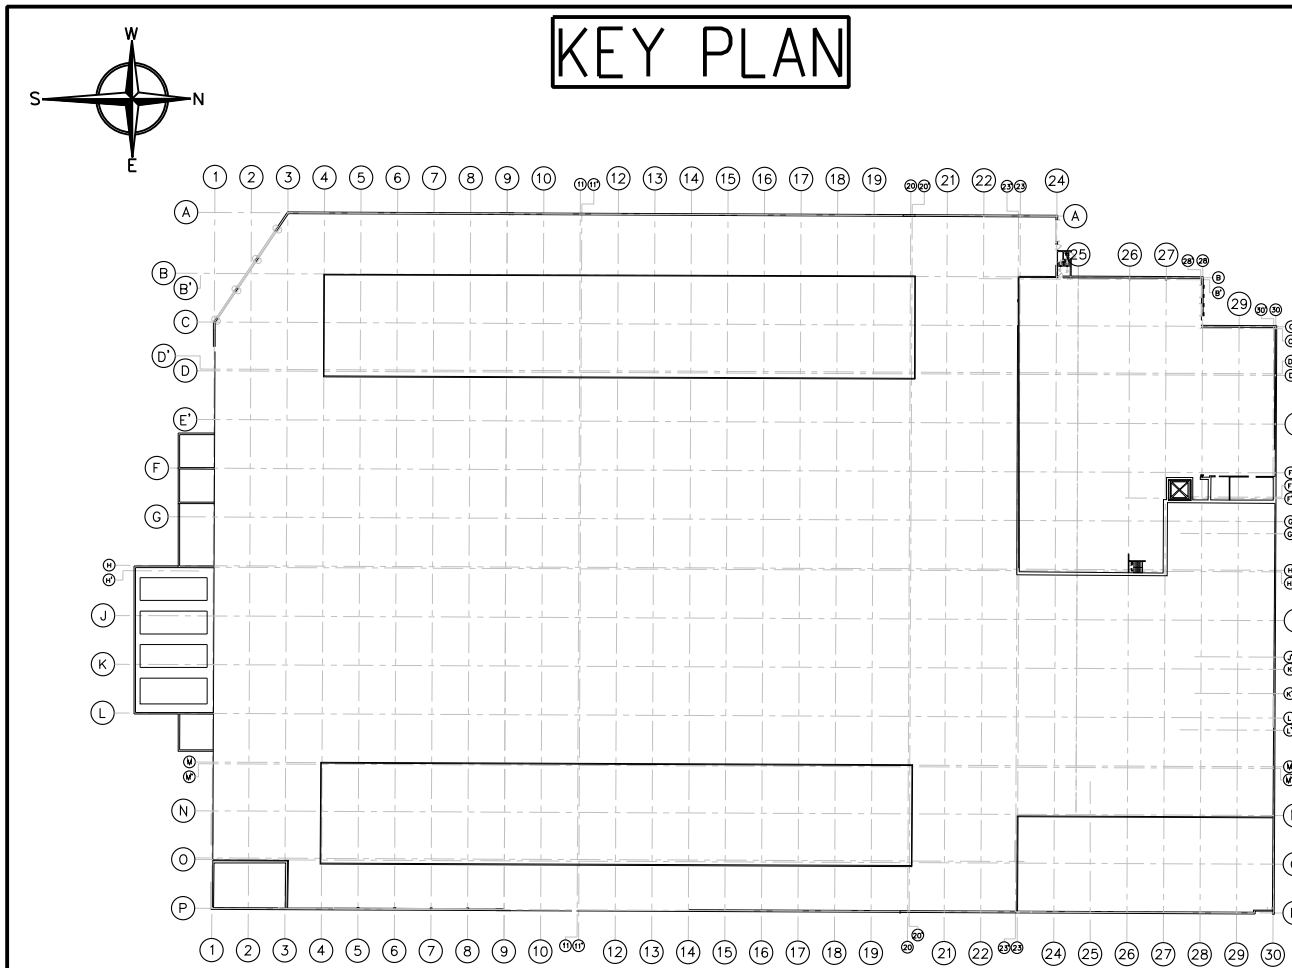 KEY PLAN
W
S N
E
1 2 3 4 5 6 7 8 9 10 11 11' 12 13 14 15 16 17 18 19 20 20' 21 22 23' 23 24
A A
25 26 27 28' 28
B B
B' B'
29 30 30
C
D'
D
E'
F
G
H H
H'
J
K K
L L
M M
M'
N
O
P
1 2 3 4 5 6 7 8 9 10 11 11' 12 13 14 15 16 17 18 19 20 20' 21 22 23' 23 24 25 26 27 28 29 30